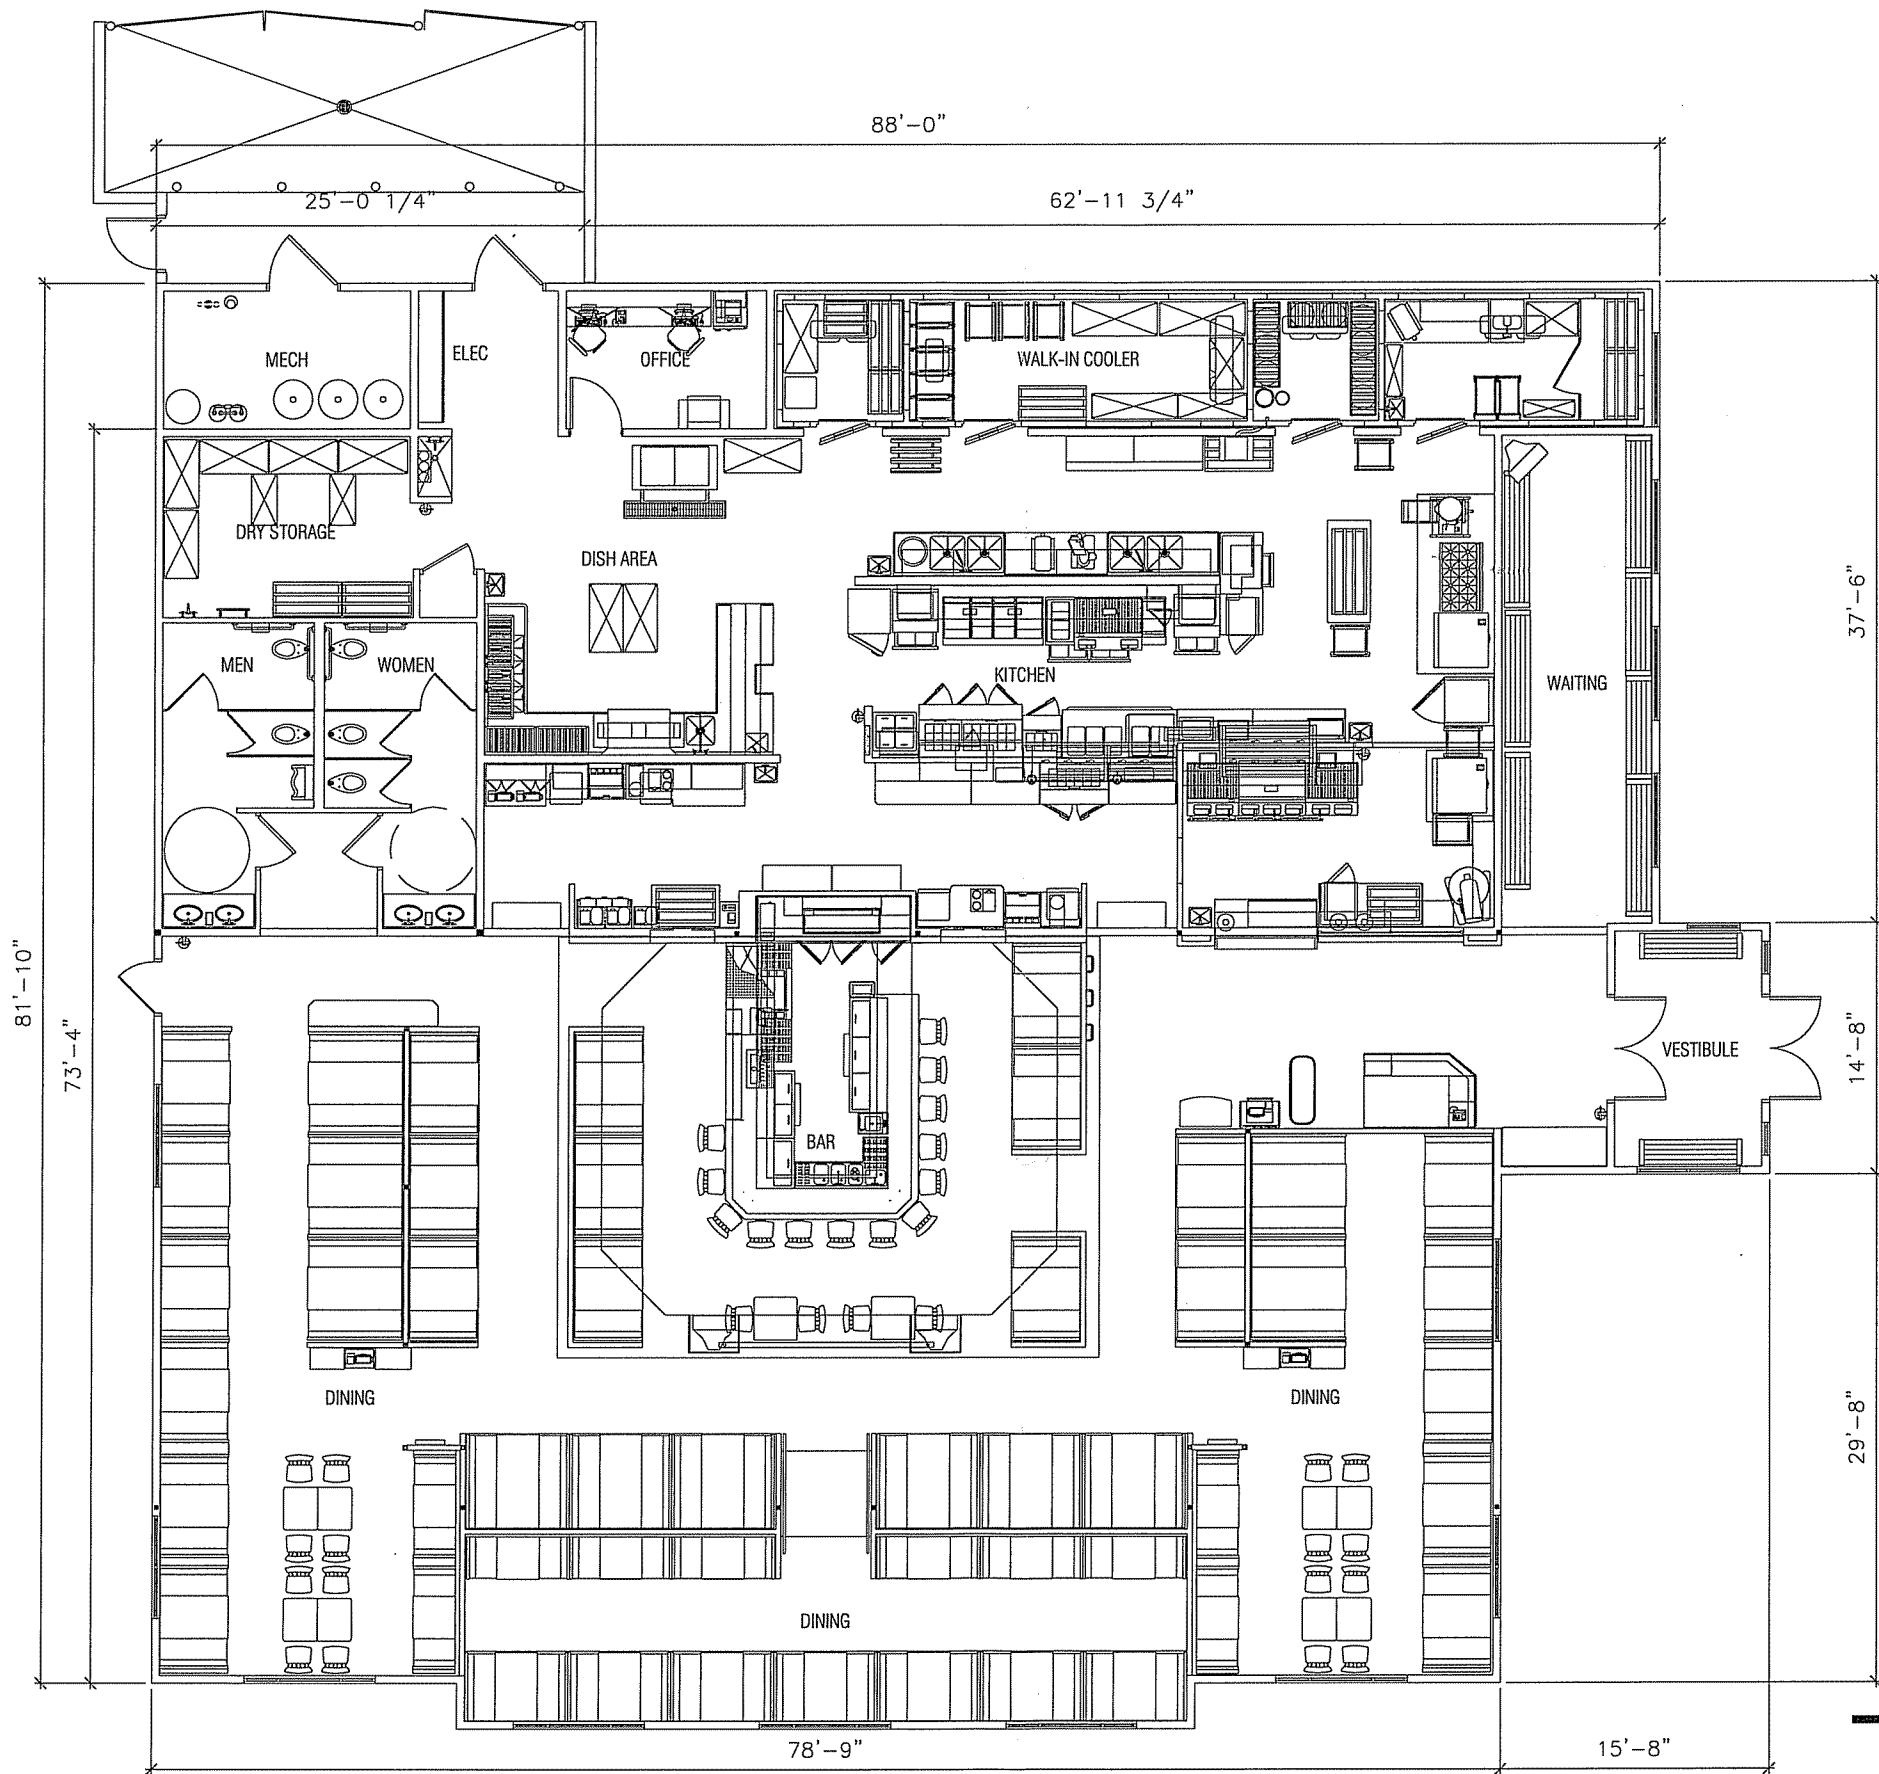 88'-0"
25'-0 1/4"
62'-11 3/4"
MECH
ELEC
OFFICE
WALK-IN COOLER
DRY STORAGE
DISH AREA
37'-6"
MEN
WOMEN
KITCHEN
WAITING
81'-10"
73'-4"
14'-8"
VESTIBULE
BAR
DINING
DINING
29'-8"
DINING
78'-9"
15'-8"